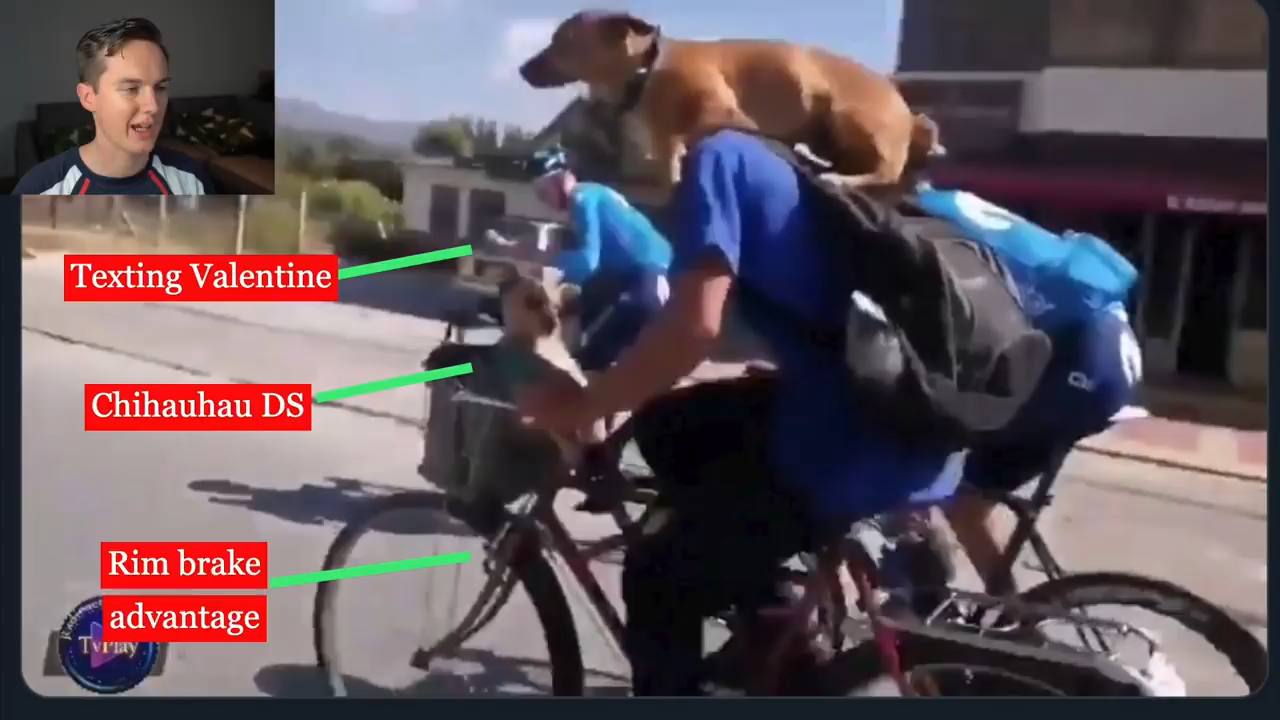 Texting Valentine
Chihauhau DS
Rim brake
advantage
TvPlay